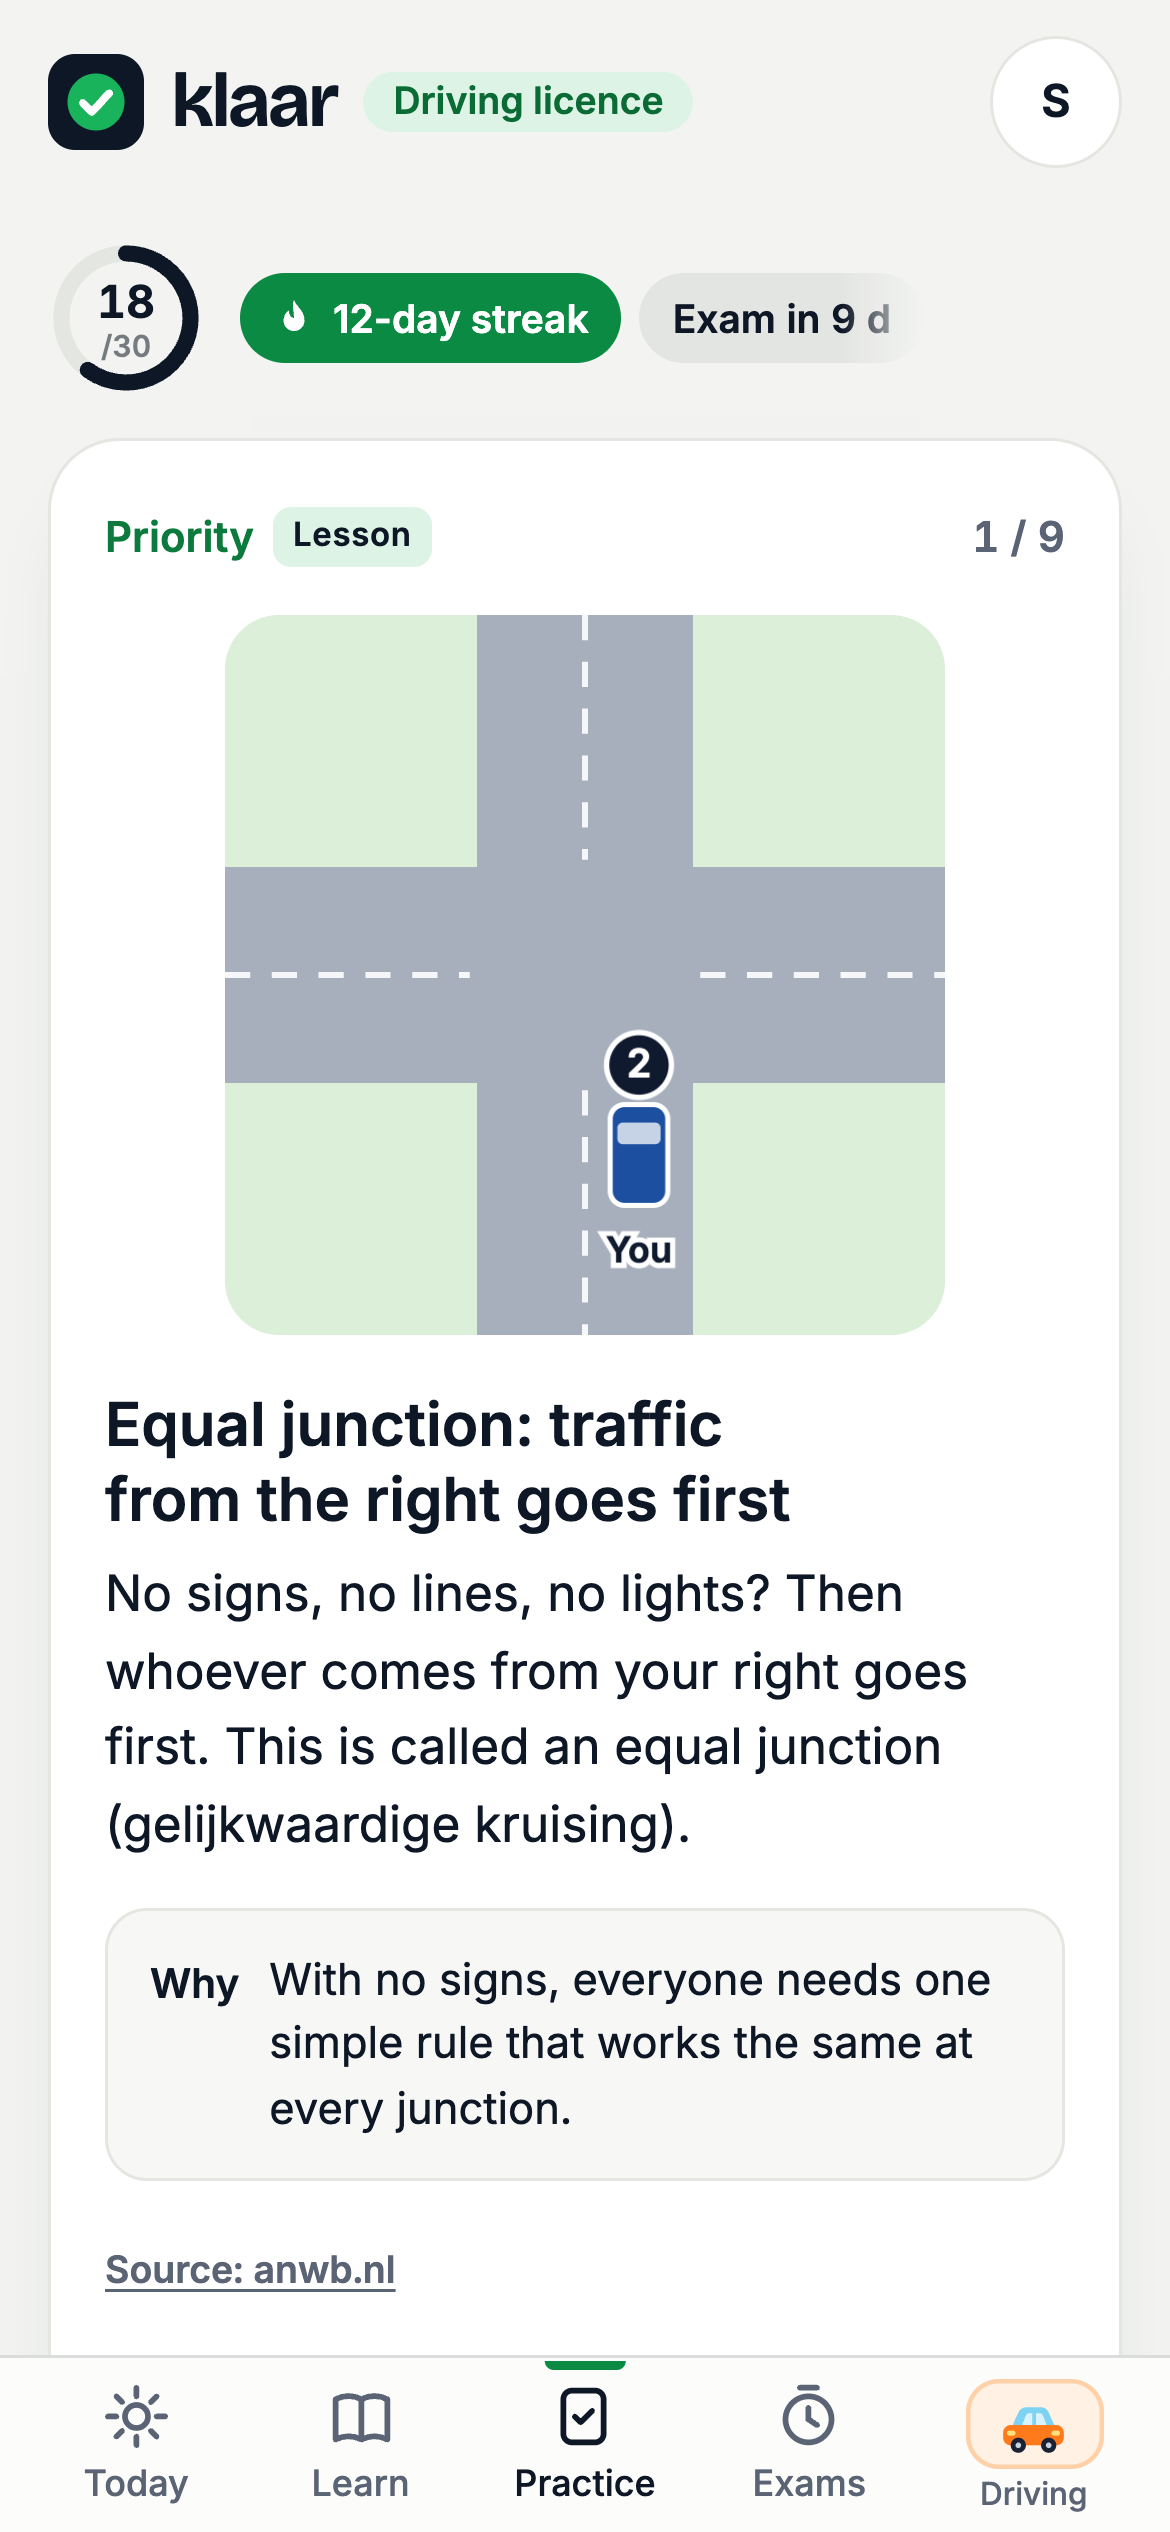 klaar
Driving licence
S
18
/30
12-day streak
Exam in 9 d
Priority
Lesson
1 / 9
2
You
Equal junction: traffic
from the right goes first
No signs, no lines, no lights? Then
whoever comes from your right goes
first. This is called an equal junction
(gelijkwaardige kruising).
Why
With no signs, everyone needs one
simple rule that works the same at
every junction.
Source: anwb.nl
Today
Learn
Practice
Exams
Driving